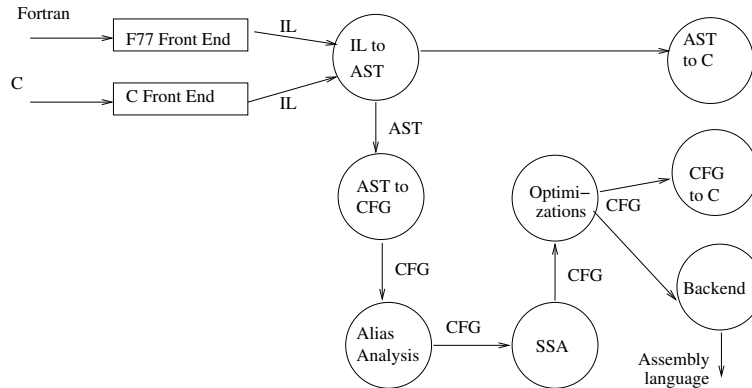 Fortran
F77 Front End
IL
IL to
AST
AST
to C
C
C Front End
IL
AST
AST to
CFG
Optimi-
zations
CFG
CFG
to C
CFG
CFG
Alias
Analysis
CFG
SSA
Backend
Assembly
language